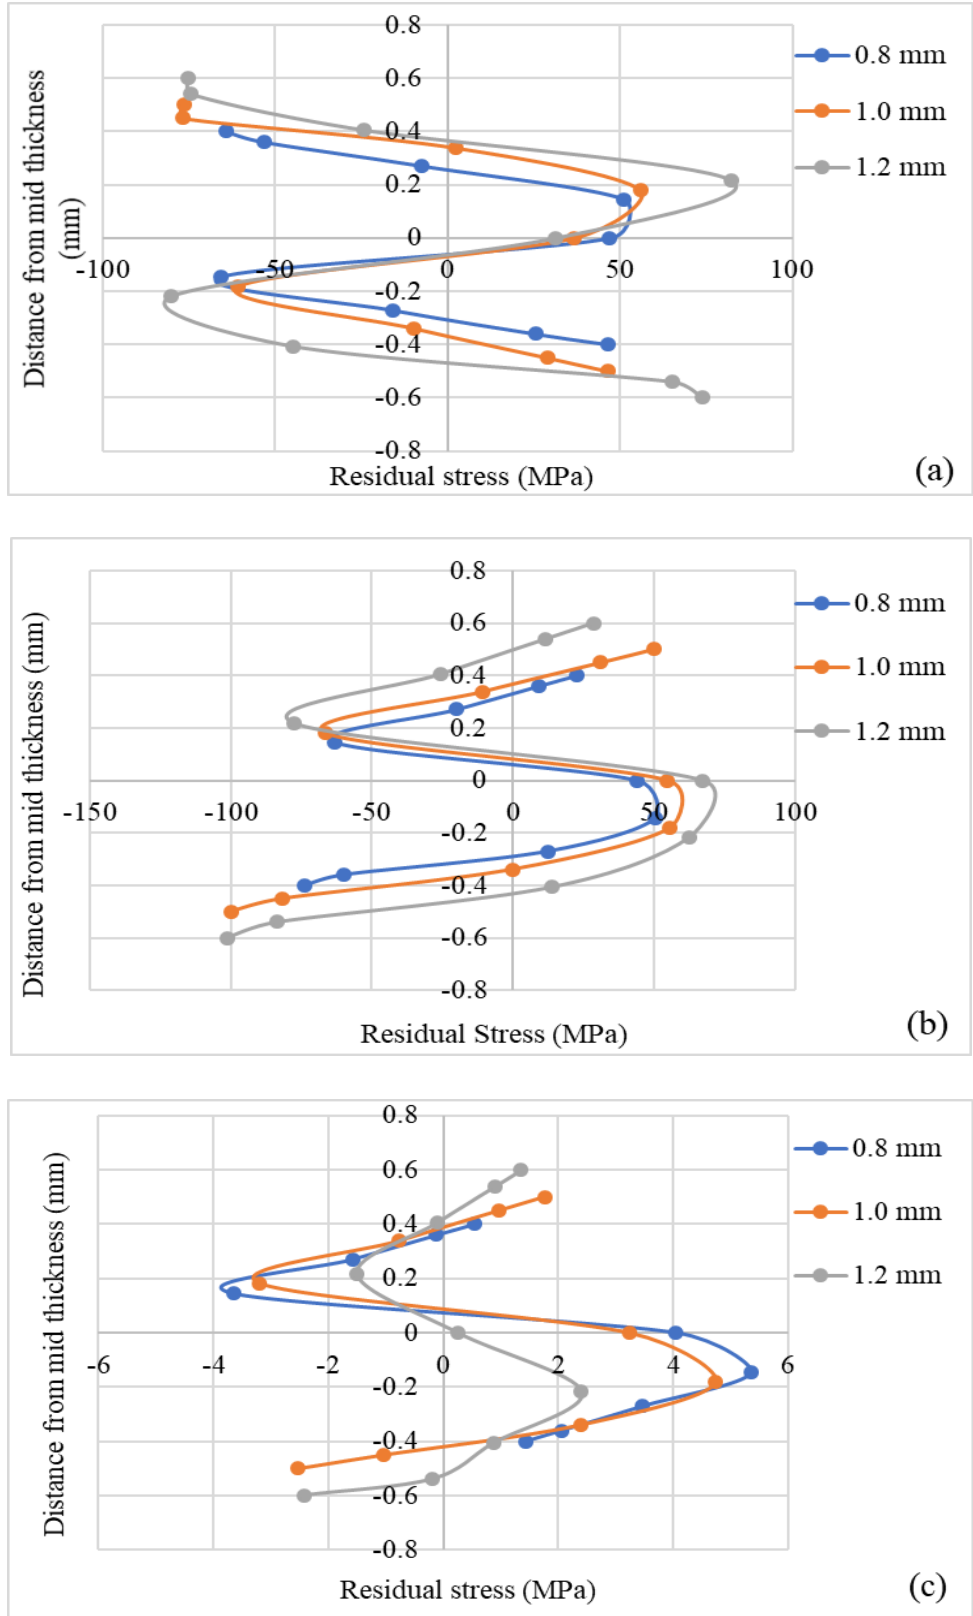 0.8
0.6
0.4
0.2
0
-0.2
-0.4
-0.6
-0.8
-100
-50
0
50
100
Distance from mid thickness
(mm)
Residual stress (MPa)
0.8 mm
1.0 mm
1.2 mm
(a)
0.8
0.6
0.4
0.2
0
-0.2
-0.4
-0.6
-0.8
-150
-100
-50
0
50
100
Distance from mid thickness (mm)
Residual Stress (MPa)
0.8 mm
1.0 mm
1.2 mm
(b)
0.8
0.6
0.4
0.2
0
-0.2
-0.4
-0.6
-0.8
-6
-4
-2
0
2
4
6
Distance from mid thickness (mm)
Residual stress (MPa)
0.8 mm
1.0 mm
1.2 mm
(c)